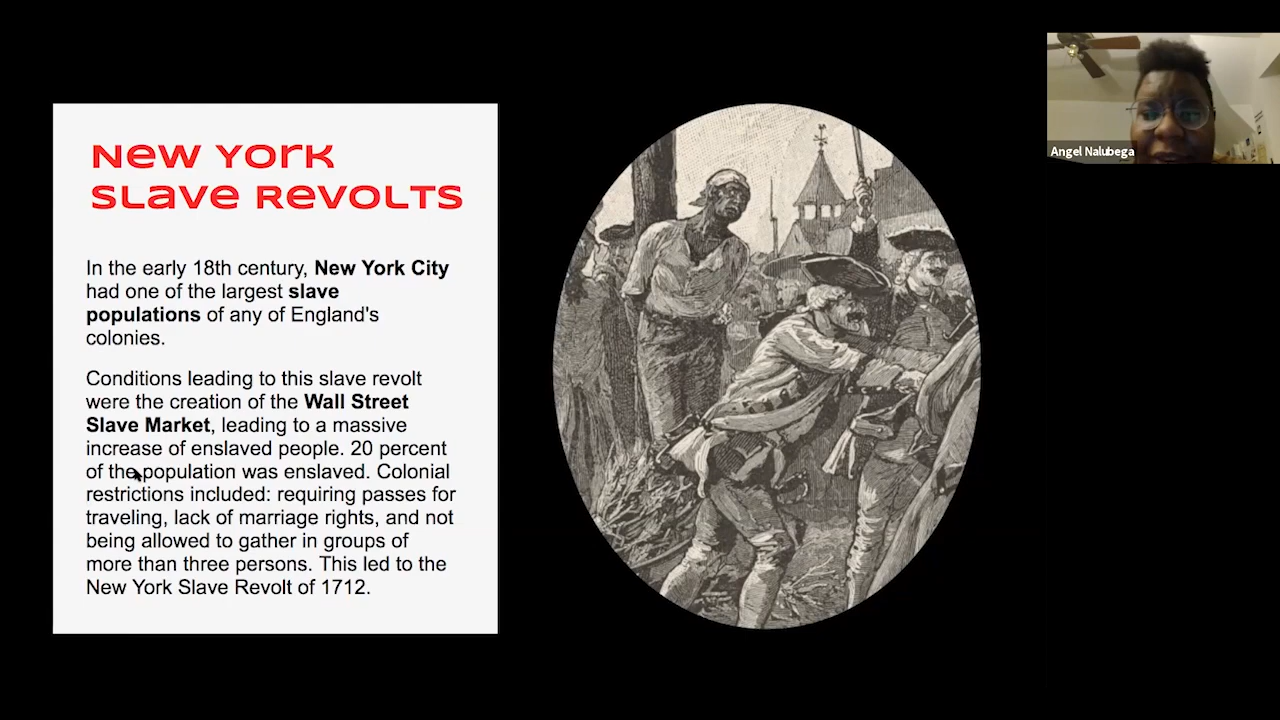 New York
Slave Revolts
In the early 18th century, New York City
had one of the largest slave
populations of any of England's
colonies.
Conditions leading to this slave revolt
were the creation of the Wall Street
Slave Market, leading to a massive
increase of enslaved people. 20 percent
of the population was enslaved. Colonial
restrictions included: requiring passes for
traveling, lack of marriage rights, and not
being allowed to gather in groups of
more than three persons. This led to the
New York Slave Revolt of 1712.
Angel Nalubega